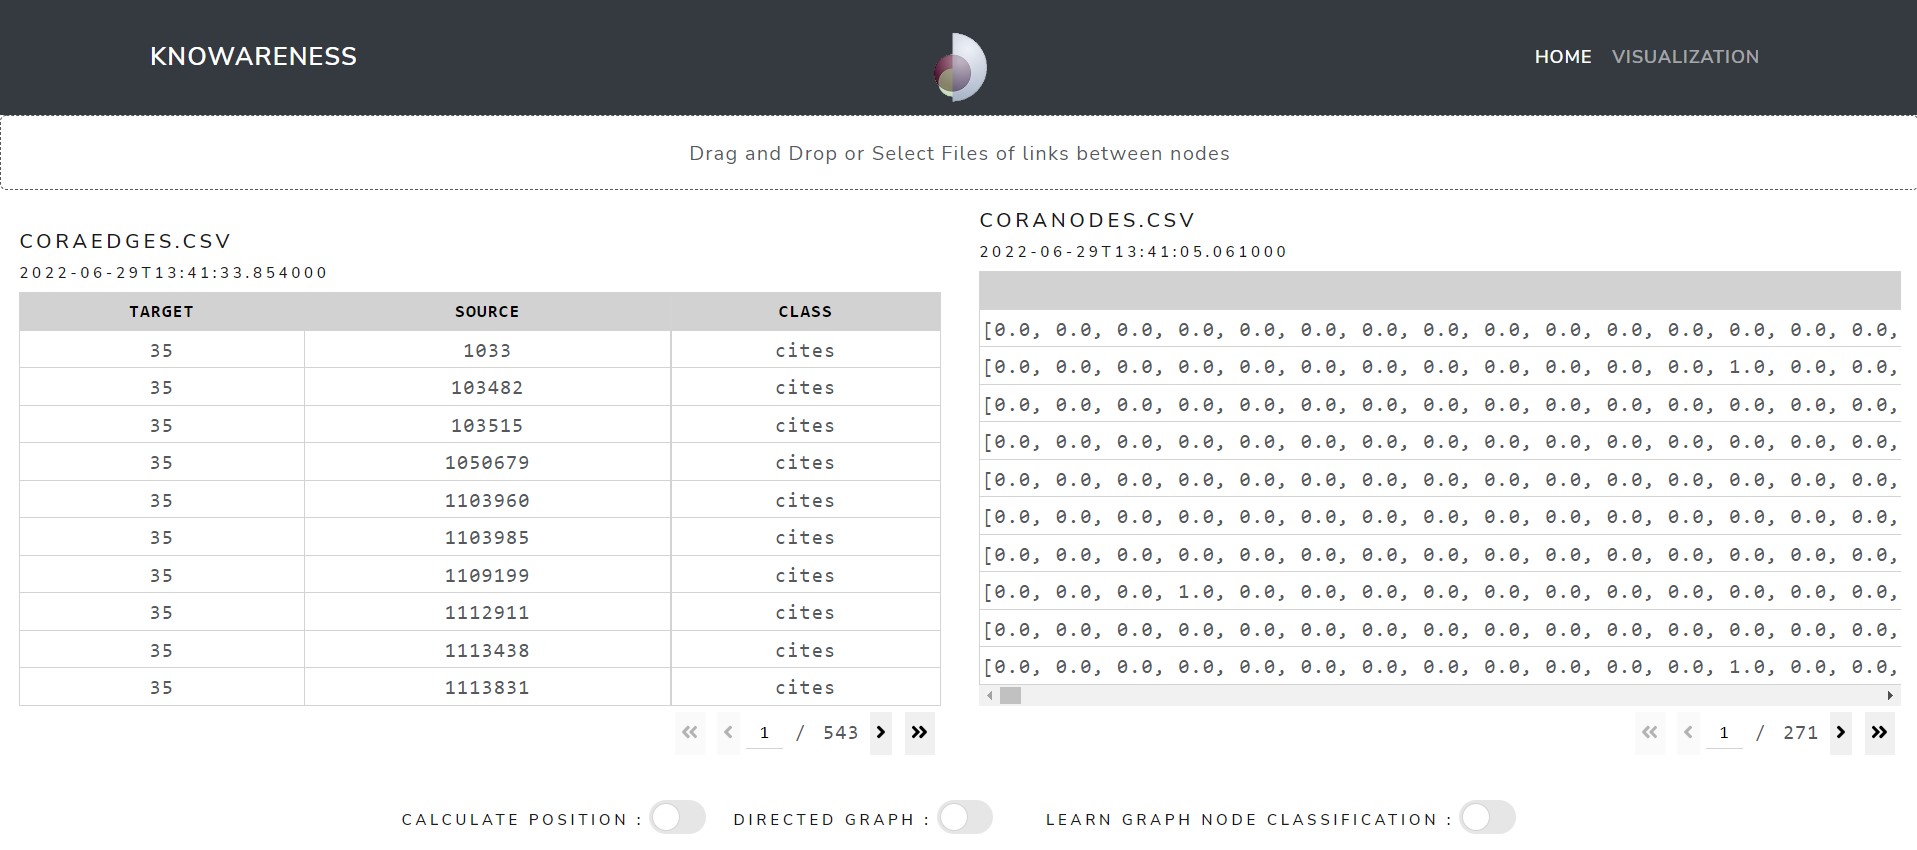 KNOWARENESS
HOME VISUALIZATION
Drag and Drop or Select Files of links between nodes
CORAEDGES.CSV
2022-06-29T13:41:33.854000
TARGET SOURCE CLASS
35 1033 cites
35 103482 cites
35 103515 cites
35 1050679 cites
35 1103960 cites
35 1103985 cites
35 1109199 cites
35 1112911 cites
35 1113438 cites
35 1113831 cites
1 / 543
CORANODES.CSV
2022-06-29T13:41:05.061000
[0.0, 0.0, 0.0, 0.0, 0.0, 0.0, 0.0, 0.0, 0.0, 0.0, 0.0, 0.0, 0.0, 0.0, 0.0,
[0.0, 0.0, 0.0, 0.0, 0.0, 0.0, 0.0, 0.0, 0.0, 0.0, 0.0, 0.0, 1.0, 0.0, 0.0,
[0.0, 0.0, 0.0, 0.0, 0.0, 0.0, 0.0, 0.0, 0.0, 0.0, 0.0, 0.0, 0.0, 0.0, 0.0,
[0.0, 0.0, 0.0, 0.0, 0.0, 0.0, 0.0, 0.0, 0.0, 0.0, 0.0, 0.0, 0.0, 0.0, 0.0,
[0.0, 0.0, 0.0, 0.0, 0.0, 0.0, 0.0, 0.0, 0.0, 0.0, 0.0, 0.0, 0.0, 0.0, 0.0,
[0.0, 0.0, 0.0, 0.0, 0.0, 0.0, 0.0, 0.0, 0.0, 0.0, 0.0, 0.0, 0.0, 0.0, 0.0,
[0.0, 0.0, 0.0, 0.0, 0.0, 0.0, 0.0, 0.0, 0.0, 0.0, 0.0, 0.0, 0.0, 0.0, 0.0,
[0.0, 0.0, 0.0, 1.0, 0.0, 0.0, 0.0, 0.0, 0.0, 0.0, 0.0, 0.0, 0.0, 0.0, 0.0,
[0.0, 0.0, 0.0, 0.0, 0.0, 0.0, 0.0, 0.0, 0.0, 0.0, 0.0, 0.0, 0.0, 0.0, 0.0,
[0.0, 0.0, 0.0, 0.0, 0.0, 0.0, 0.0, 0.0, 0.0, 0.0, 0.0, 0.0, 1.0, 0.0, 0.0,
1 / 271
CALCULATE POSITION : DIRECTED GRAPH : LEARN GRAPH NODE CLASSIFICATION :